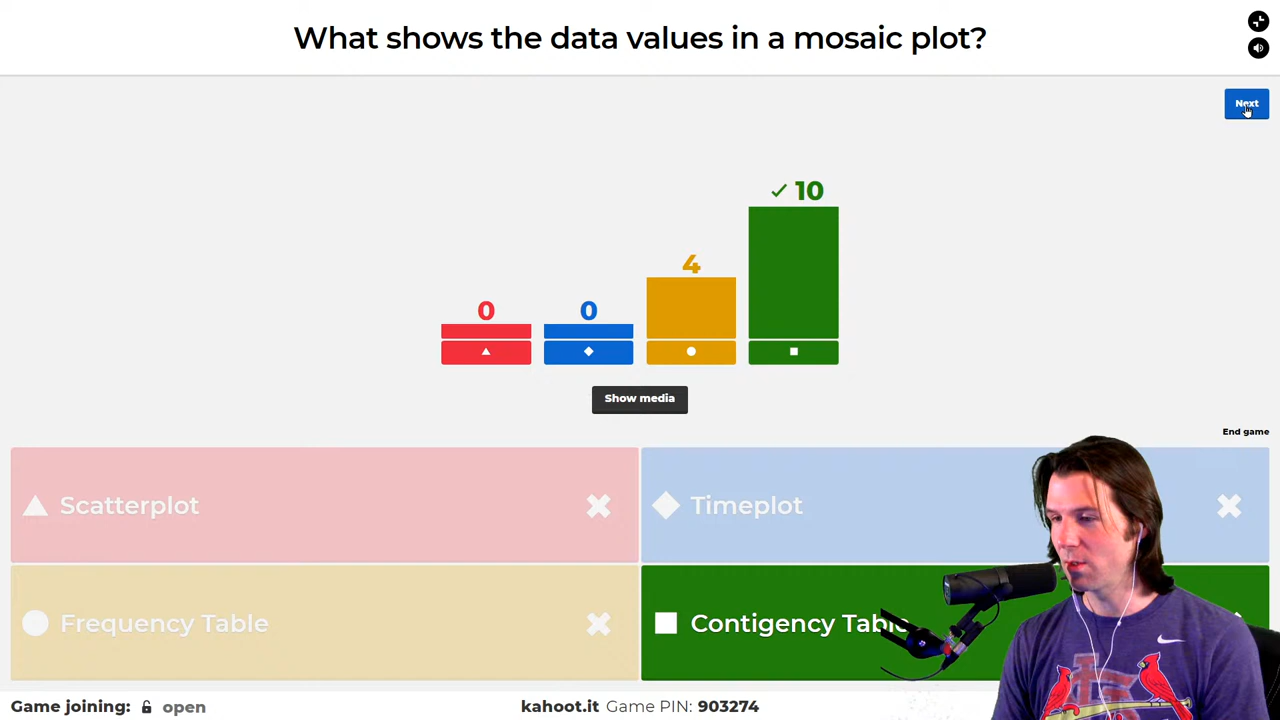 What shows the data values in a mosaic plot?
Next
0
0
4
10
Show media
End game
Scatterplot
Timeplot
Frequency Table
Contigency Table
Game joining: open
kahoot.it Game PIN: 903274